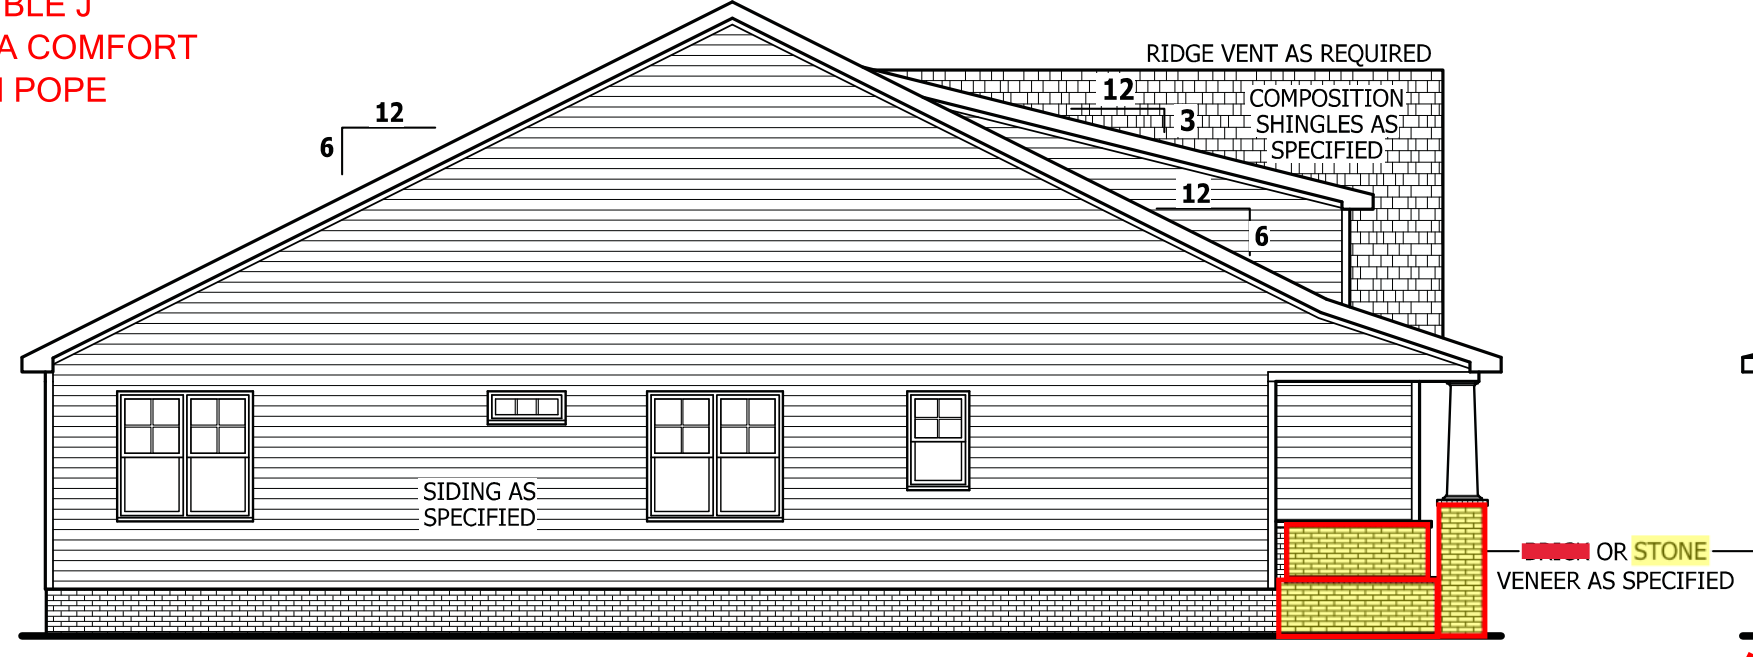 BLE J
A COMFORT
POPE
RIDGE VENT AS REQUIRED
12
3
COMPOSITION
SHINGLES AS
SPECIFIED
12
6
12
6
SIDING AS
SPECIFIED
OR STONE
VENEER AS SPECIFIED